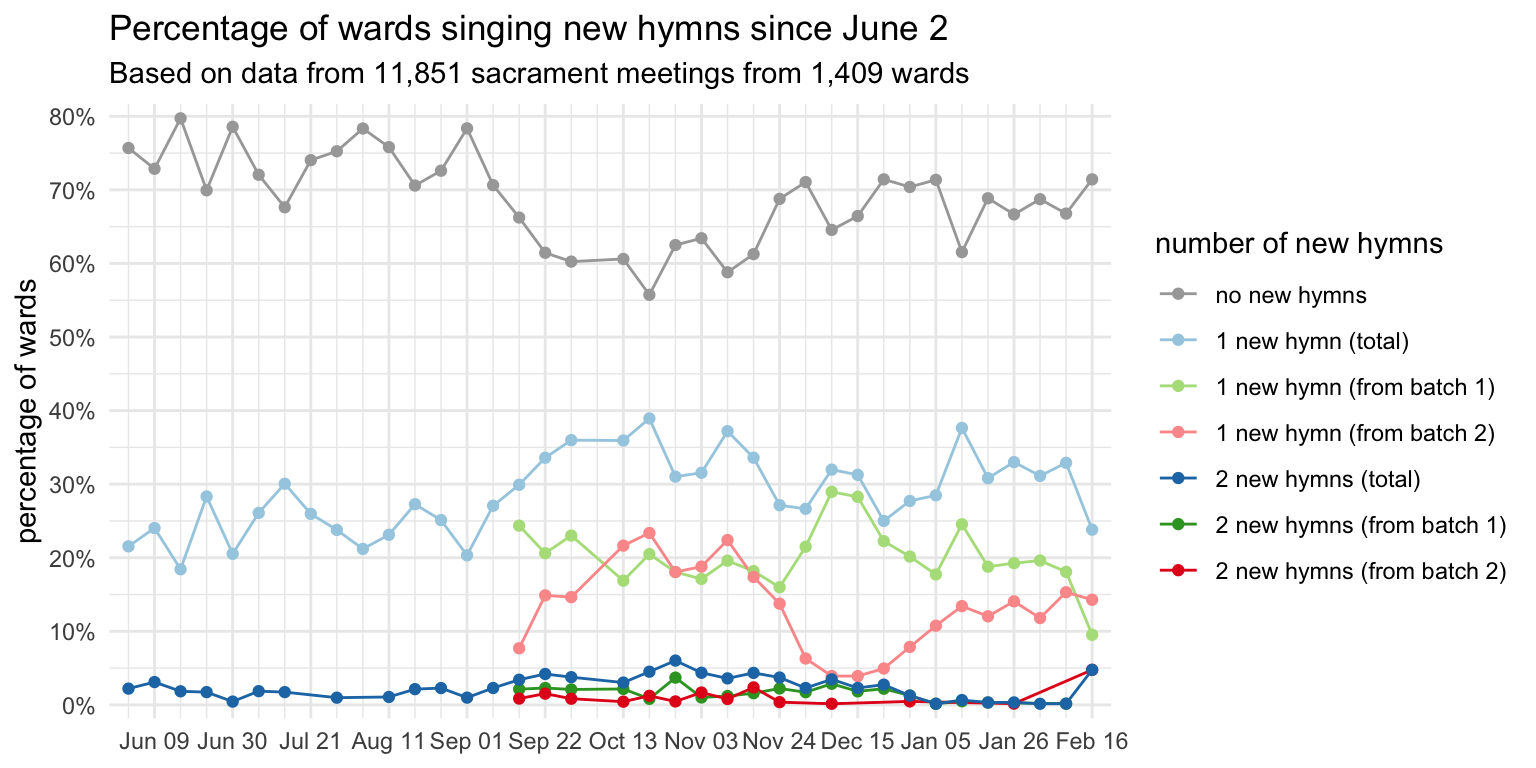 Percentage of wards singing new hymns since June 2
Based on data from 11,851 sacrament meetings from 1,409 wards
80%
70%
60%
50%
40%
30%
20%
10%
0%
percentage of wards
Jun 09 Jun 30 Jul 21 Aug 11 Sep 01 Sep 22 Oct 13 Nov 03 Nov 24 Dec 15 Jan 05 Jan 26 Feb 16
number of new hymns
no new hymns
1 new hymn (total)
1 new hymn (from batch 1)
1 new hymn (from batch 2)
2 new hymns (total)
2 new hymns (from batch 1)
2 new hymns (from batch 2)